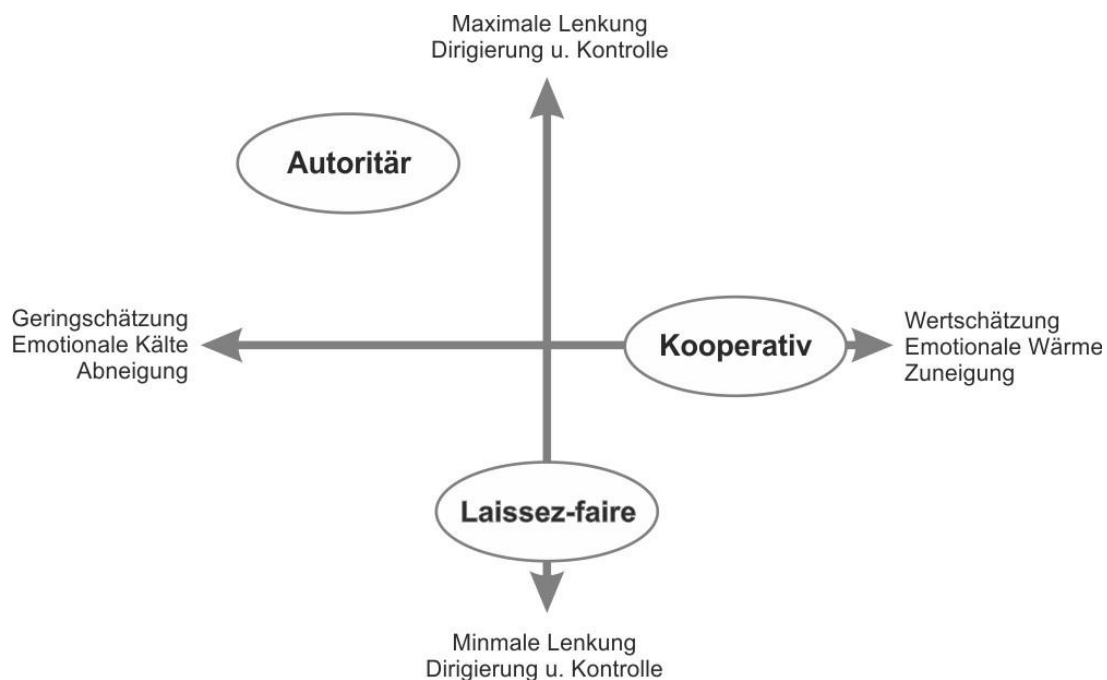 Maximale Lenkung
Dirigierung u. Kontrolle
Autoritär
Geringschätzung
Emotionale Kälte
Abneigung
Kooperativ
Wertschätzung
Emotionale Wärme
Zuneigung
Laissez-faire
Minmale Lenkung
Dirigierung u. Kontrolle